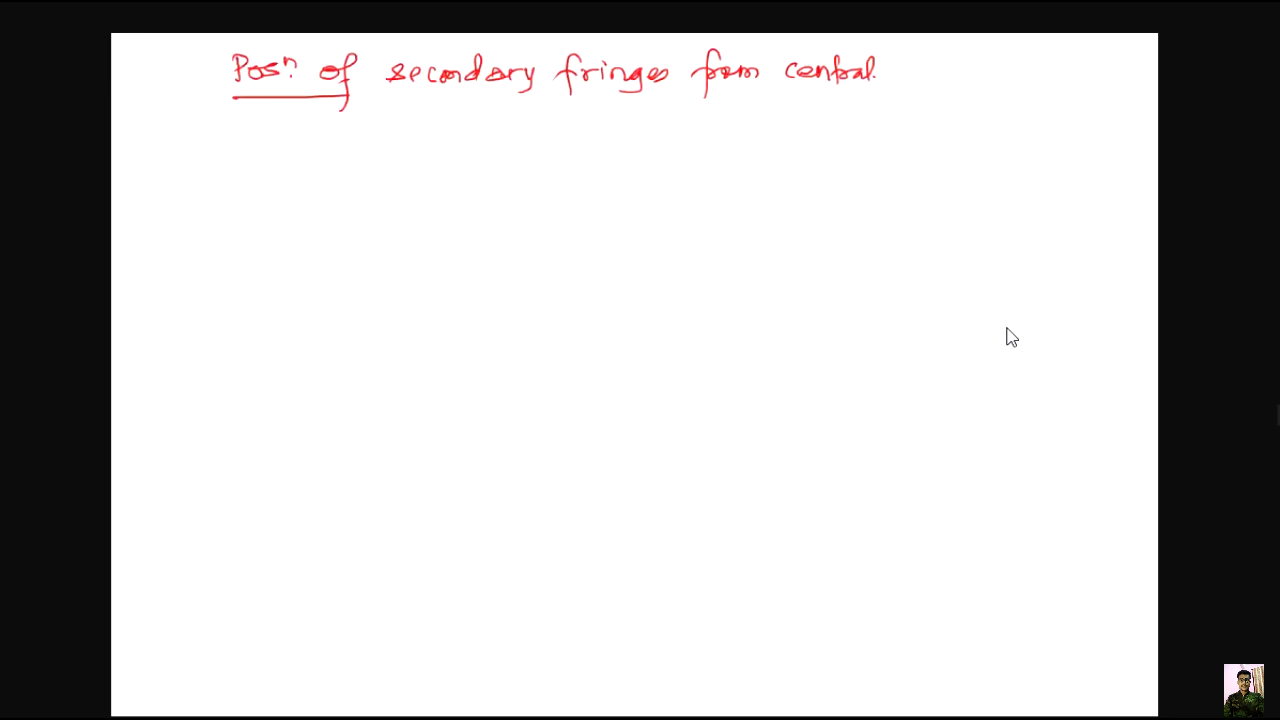 Posⁿ of secondary fringes from central.